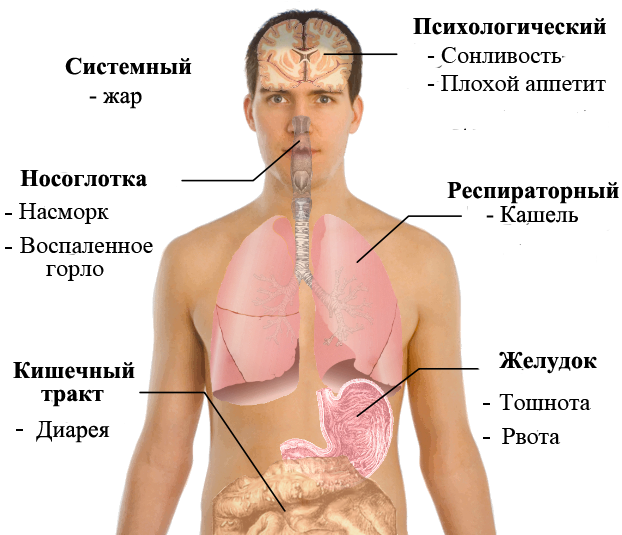 Психологический
- Сонливость
- Плохой аппетит
Системный
- жар
Носоглотка
- Насморк
- Воспаленное
горло
Респираторный
- Кашель
Кишечный
тракт
- Диарея
Желудок
- Тошнота
- Рвота